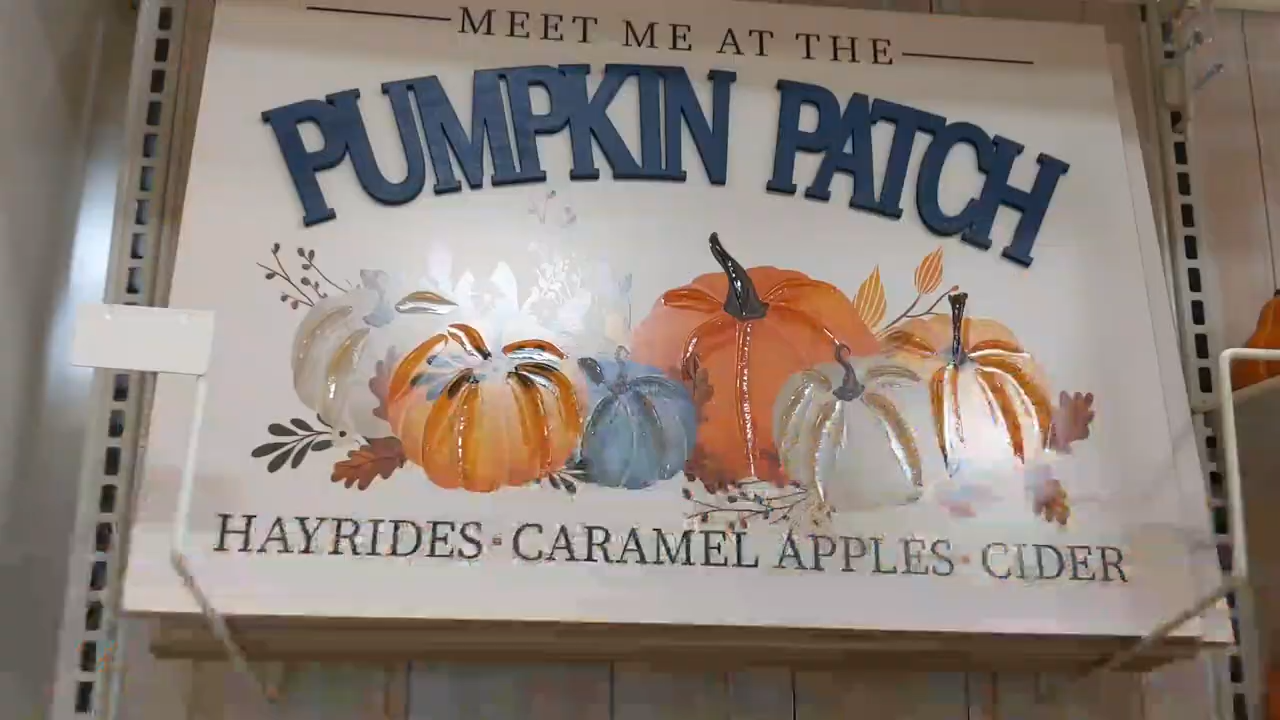 MEET ME AT THE
PUMPKIN PATCH
HAYRIDES · CARAMEL APPLES · CIDER